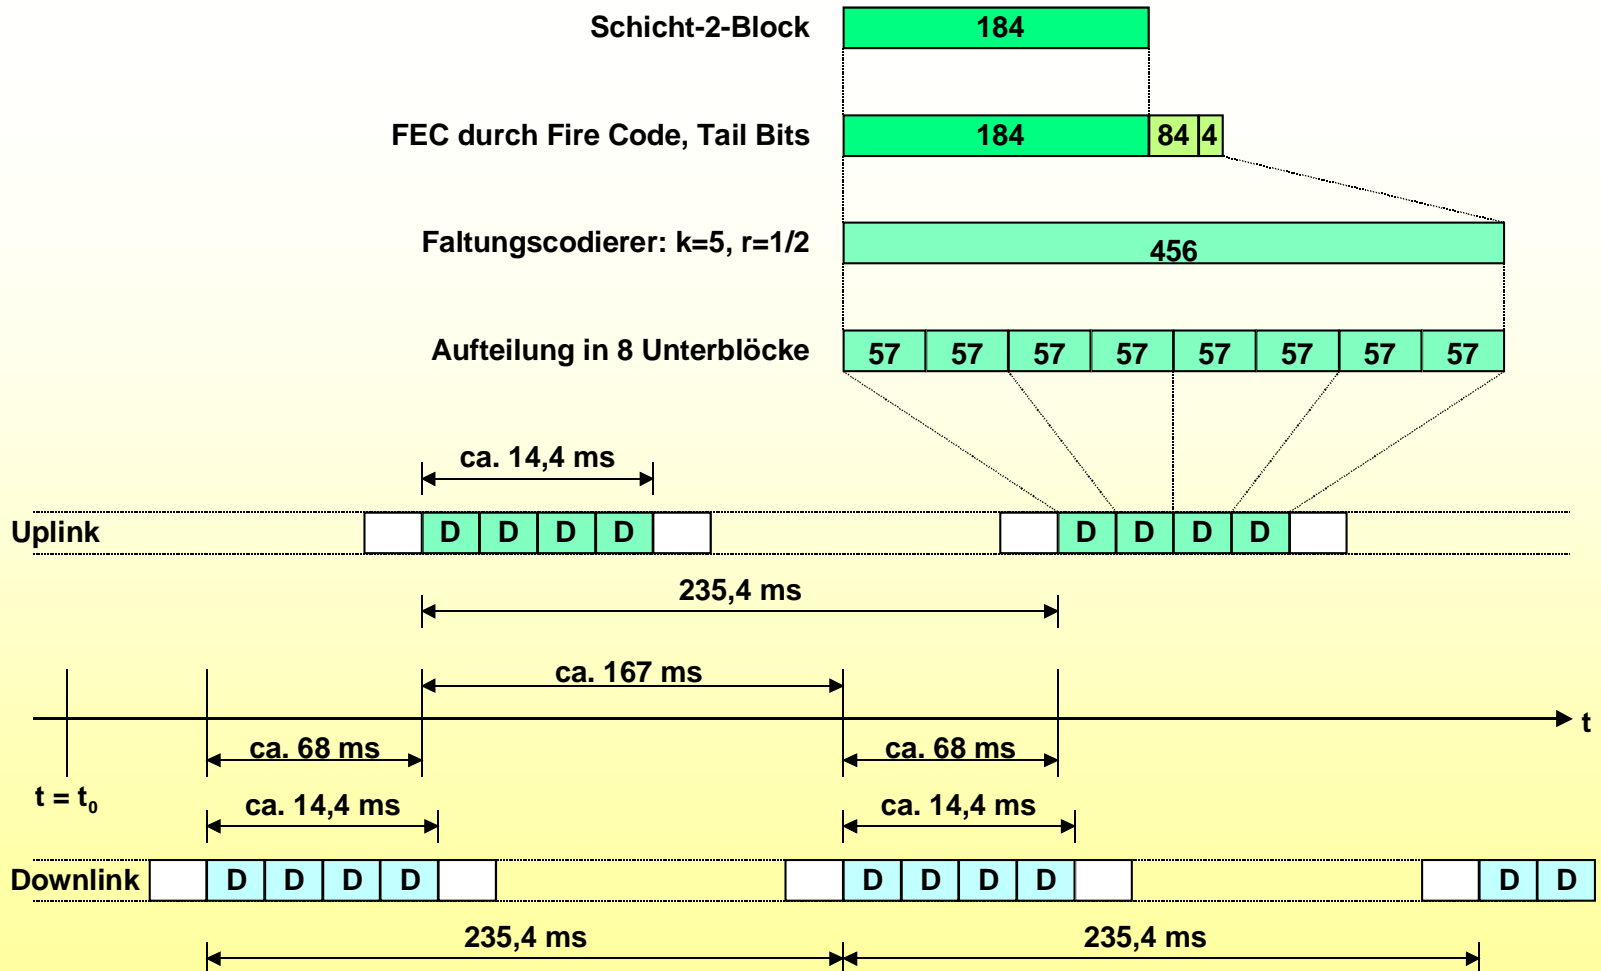 Schicht-2-Block 184
FEC durch Fire Code, Tail Bits 184 84 4
Faltungscodierer: k=5, r=1/2 456
Aufteilung in 8 Unterblöcke 57 57 57 57 57 57 57 57
ca. 14,4 ms
Uplink D D D D D D D D
235,4 ms
ca. 167 ms
t
ca. 68 ms ca. 68 ms
t = t₀
ca. 14,4 ms ca. 14,4 ms
Downlink D D D D D D D D D D
235,4 ms 235,4 ms